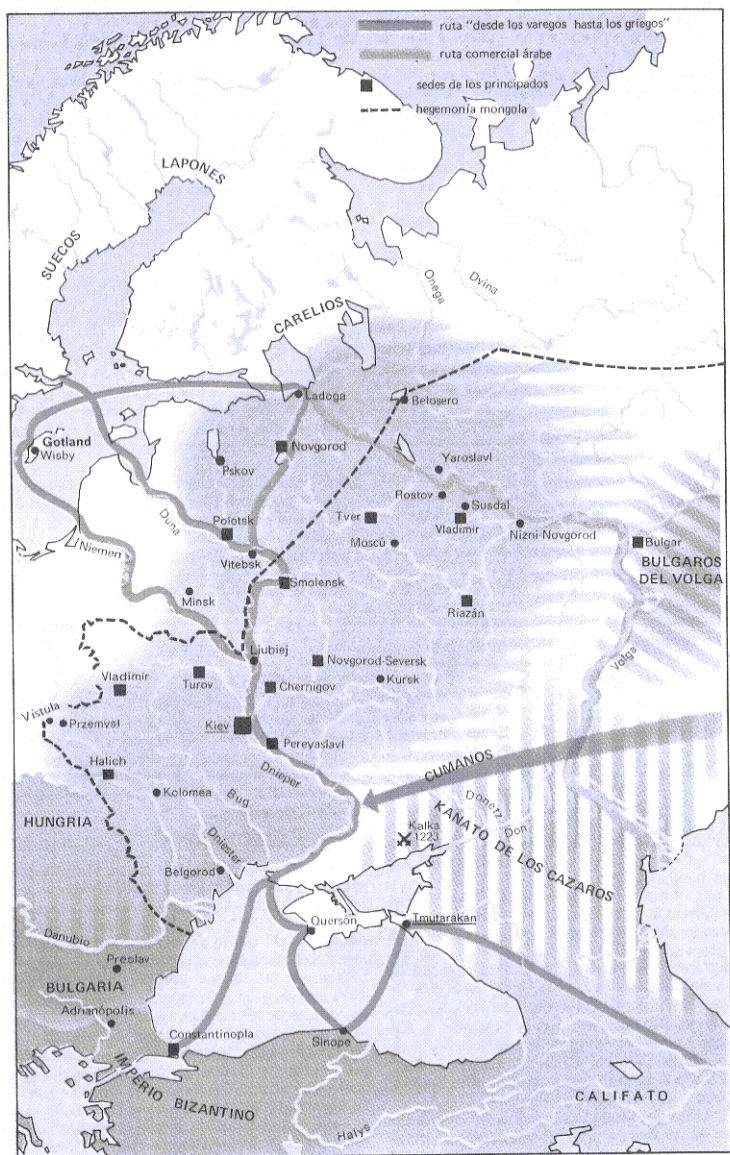 ruta "desde los varegos hasta los griegos"
ruta comercial árabe
sedes de los principados
hegemonía mongola
LAPONES
SUECOS
Onega
Dvina
CARELIOS
Ladoga
Belosero
Gotland
Wisby
Novgorod
Pskov
Yaroslavl
Rostov
Susdal
Duna
Polotsk
Tver
Vladimir
Nizni-Novgorod
Moscú
Bulgar
BULGAROS
DEL VOLGA
Niemen
Vitebsk
Smolensk
Minsk
Riazán
Volga
Ljubiej
Novgorod-Seversk
Vladimir
Turov
Chernigov
Kursk
Vistula
Przemysl
Kiev
Pereyaslavl
Dnieper
CUMANOS
Halich
Kolomea
Bug
Donetz
KANATO DE LOS CAZAROS
HUNGRIA
Dniester
Kalka
1223
Don
Belgorod
Danubio
Querson
Tmutarakan
Preslav
BULGARIA
Adrianópolis
Constantinopla
Sinope
IMPERIO BIZANTINO
CALIFATO
Halys